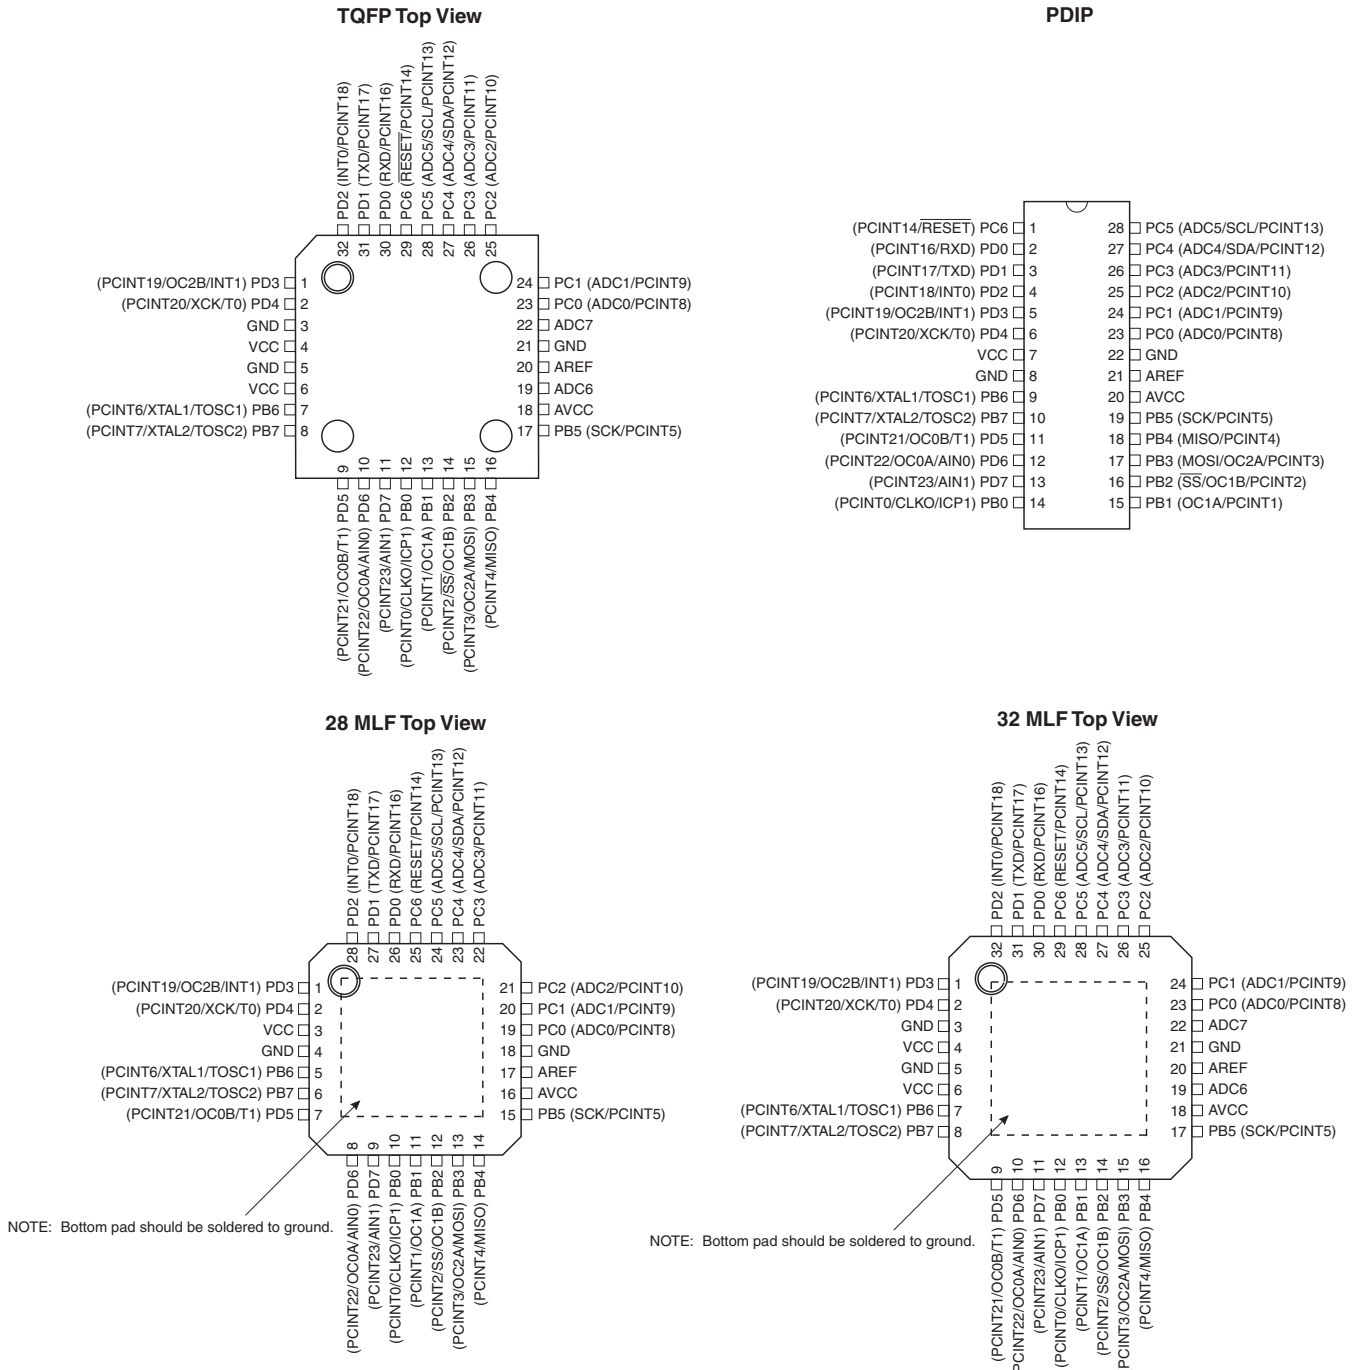 TQFP Top View
32 PD2 (INT0/PCINT18)
31 PD1 (TXD/PCINT17)
30 PD0 (RXD/PCINT16)
29 PC6 (RESET/PCINT14)
28 PC5 (ADC5/SCL/PCINT13)
27 PC4 (ADC4/SDA/PCINT12)
26 PC3 (ADC3/PCINT11)
25 PC2 (ADC2/PCINT10)
(PCINT19/OC2B/INT1) PD3 1
(PCINT20/XCK/T0) PD4 2
GND 3
VCC 4
GND 5
VCC 6
(PCINT6/XTAL1/TOSC1) PB6 7
(PCINT7/XTAL2/TOSC2) PB7 8
24 PC1 (ADC1/PCINT9)
23 PC0 (ADC0/PCINT8)
22 ADC7
21 GND
20 AREF
19 ADC6
18 AVCC
17 PB5 (SCK/PCINT5)
(PCINT21/OC0B/T1) PD5 9
(PCINT22/OC0A/AIN0) PD6 10
(PCINT23/AIN1) PD7 11
(PCINT0/CLKO/ICP1) PB0 12
(PCINT1/OC1A) PB1 13
(PCINT2/SS/OC1B) PB2 14
(PCINT3/OC2A/MOSI) PB3 15
(PCINT4/MISO) PB4 16
PDIP
(PCINT14/RESET) PC6 1
(PCINT16/RXD) PD0 2
(PCINT17/TXD) PD1 3
(PCINT18/INT0) PD2 4
(PCINT19/OC2B/INT1) PD3 5
(PCINT20/XCK/T0) PD4 6
VCC 7
GND 8
(PCINT6/XTAL1/TOSC1) PB6 9
(PCINT7/XTAL2/TOSC2) PB7 10
(PCINT21/OC0B/T1) PD5 11
(PCINT22/OC0A/AIN0) PD6 12
(PCINT23/AIN1) PD7 13
(PCINT0/CLKO/ICP1) PB0 14
28 PC5 (ADC5/SCL/PCINT13)
27 PC4 (ADC4/SDA/PCINT12)
26 PC3 (ADC3/PCINT11)
25 PC2 (ADC2/PCINT10)
24 PC1 (ADC1/PCINT9)
23 PC0 (ADC0/PCINT8)
22 GND
21 AREF
20 AVCC
19 PB5 (SCK/PCINT5)
18 PB4 (MISO/PCINT4)
17 PB3 (MOSI/OC2A/PCINT3)
16 PB2 (SS/OC1B/PCINT2)
15 PB1 (OC1A/PCINT1)
28 MLF Top View
28 PD2 (INT0/PCINT18)
27 PD1 (TXD/PCINT17)
26 PD0 (RXD/PCINT16)
25 PC6 (RESET/PCINT14)
24 PC5 (ADC5/SCL/PCINT13)
23 PC4 (ADC4/SDA/PCINT12)
22 PC3 (ADC3/PCINT11)
(PCINT19/OC2B/INT1) PD3 1
(PCINT20/XCK/T0) PD4 2
VCC 3
GND 4
(PCINT6/XTAL1/TOSC1) PB6 5
(PCINT7/XTAL2/TOSC2) PB7 6
(PCINT21/OC0B/T1) PD5 7
21 PC2 (ADC2/PCINT10)
20 PC1 (ADC1/PCINT9)
19 PC0 (ADC0/PCINT8)
18 GND
17 AREF
16 AVCC
15 PB5 (SCK/PCINT5)
(PCINT22/OC0A/AIN0) PD6 8
(PCINT23/AIN1) PD7 9
(PCINT0/CLKO/ICP1) PB0 10
(PCINT1/OC1A) PB1 11
(PCINT2/SS/OC1B) PB2 12
(PCINT3/OC2A/MOSI) PB3 13
(PCINT4/MISO) PB4 14
NOTE: Bottom pad should be soldered to ground.
32 MLF Top View
32 PD2 (INT0/PCINT18)
31 PD1 (TXD/PCINT17)
30 PD0 (RXD/PCINT16)
29 PC6 (RESET/PCINT14)
28 PC5 (ADC5/SCL/PCINT13)
27 PC4 (ADC4/SDA/PCINT12)
26 PC3 (ADC3/PCINT11)
25 PC2 (ADC2/PCINT10)
(PCINT19/OC2B/INT1) PD3 1
(PCINT20/XCK/T0) PD4 2
GND 3
VCC 4
GND 5
VCC 6
(PCINT6/XTAL1/TOSC1) PB6 7
(PCINT7/XTAL2/TOSC2) PB7 8
24 PC1 (ADC1/PCINT9)
23 PC0 (ADC0/PCINT8)
22 ADC7
21 GND
20 AREF
19 ADC6
18 AVCC
17 PB5 (SCK/PCINT5)
(PCINT21/OC0B/T1) PD5 9
PCINT22/OC0A/AIN0) PD6 10
(PCINT23/AIN1) PD7 11
(PCINT0/CLKO/ICP1) PB0 12
(PCINT1/OC1A) PB1 13
(PCINT2/SS/OC1B) PB2 14
PCINT3/OC2A/MOSI) PB3 15
(PCINT4/MISO) PB4 16
NOTE: Bottom pad should be soldered to ground.